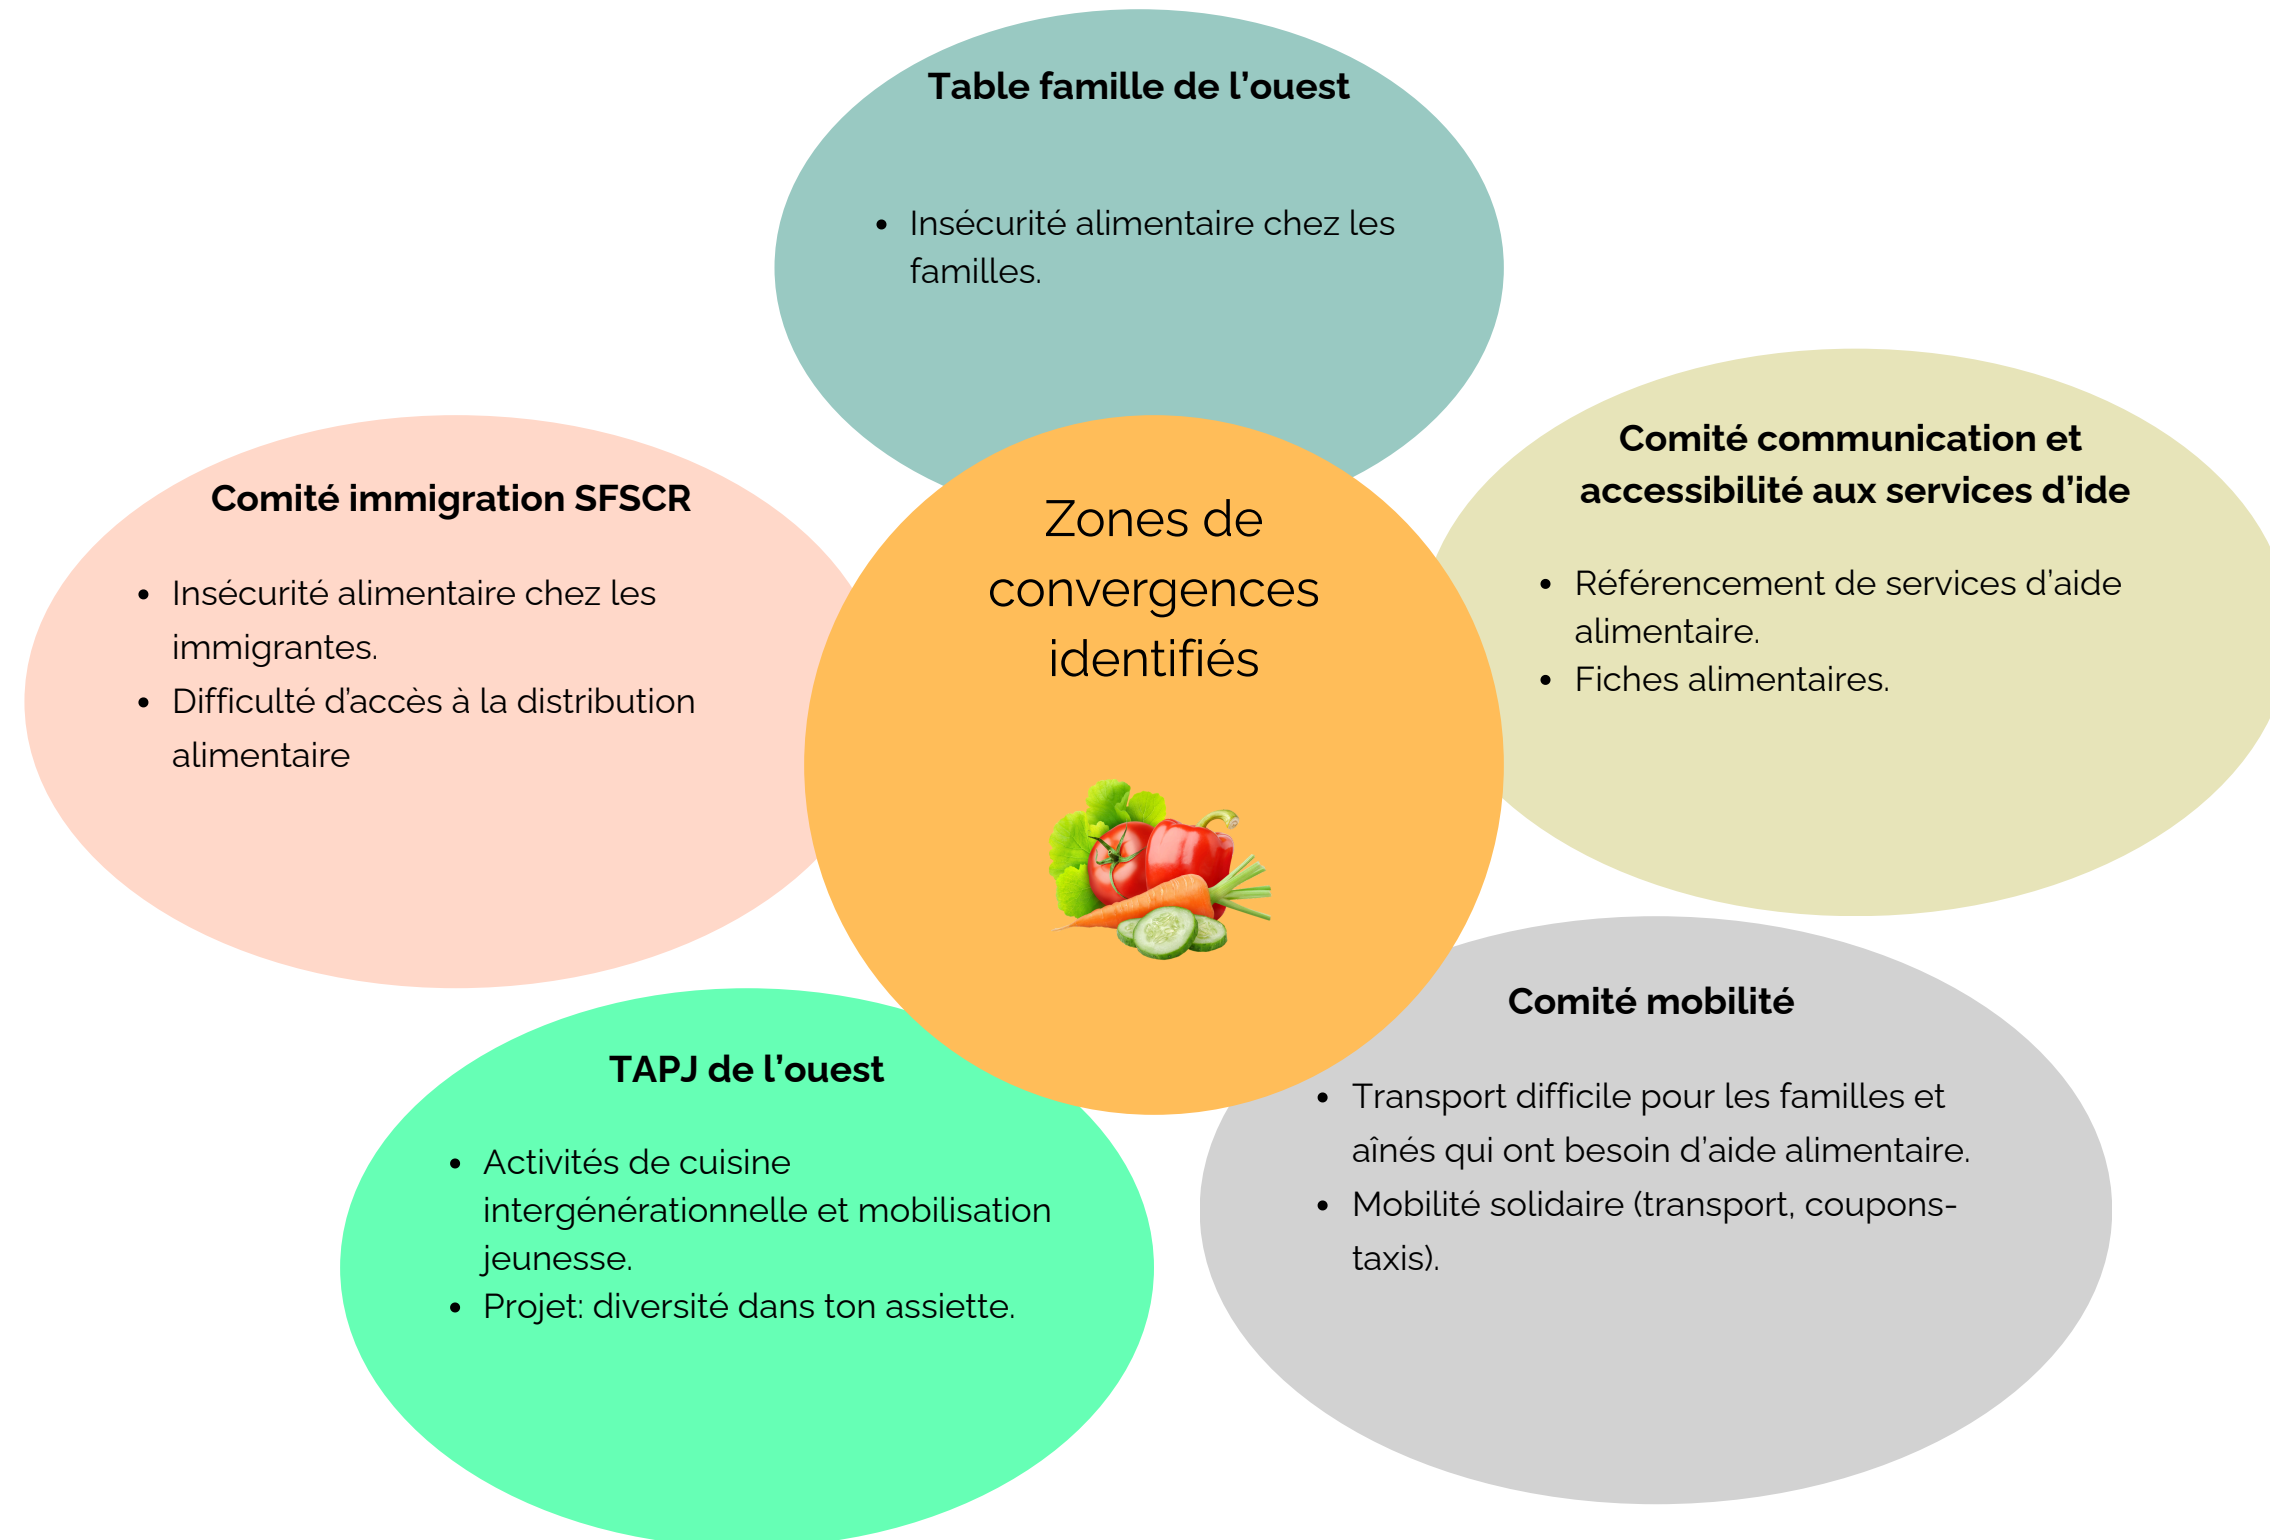 Table famille de l’ouest
• Insécurité alimentaire chez les
familles.
Comité immigration SFSCR
• Insécurité alimentaire chez les
immigrantes.
• Difficulté d’accès à la distribution
alimentaire
Zones de
convergences
identifiés
Comité communication et
accessibilité aux services d’ide
• Référencement de services d’aide
alimentaire.
• Fiches alimentaires.
TAPJ de l’ouest
• Activités de cuisine
intergénérationnelle et mobilisation
jeunesse.
• Projet: diversité dans ton assiette.
Comité mobilité
• Transport difficile pour les familles et
aînés qui ont besoin d’aide alimentaire.
• Mobilité solidaire (transport, coupons-
taxis).